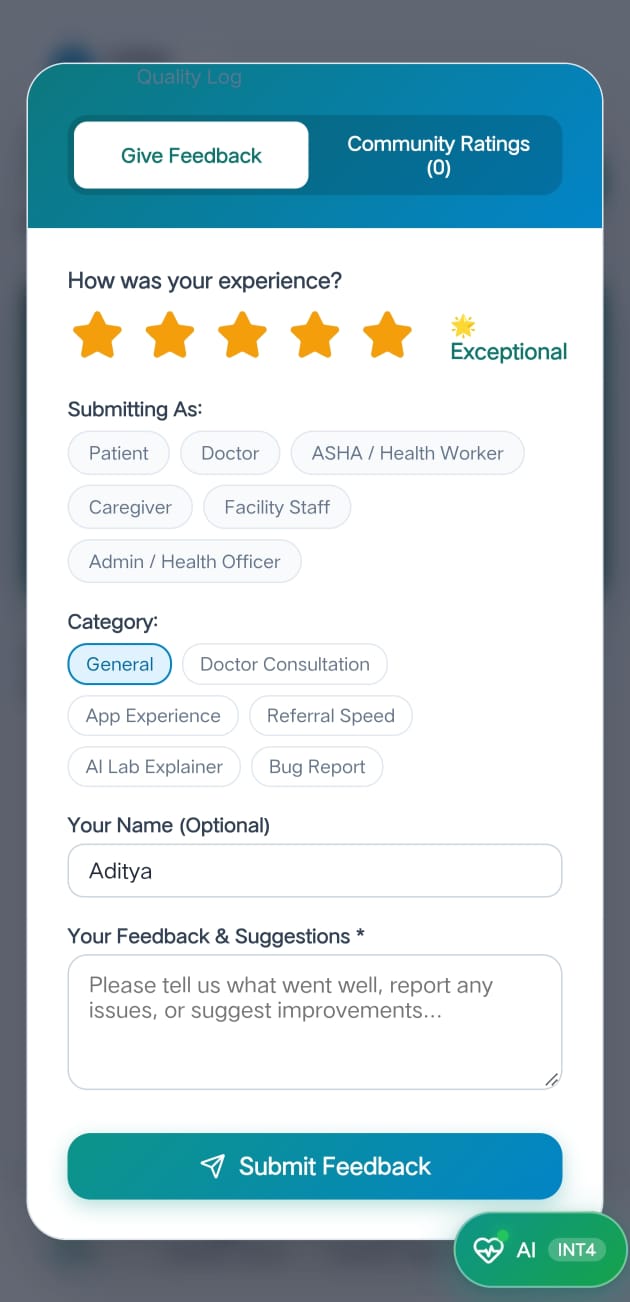 Quality Log
Give Feedback
Community Ratings
(0)
How was your experience?
🌟
Exceptional
Submitting As:
Patient Doctor ASHA / Health Worker
Caregiver Facility Staff
Admin / Health Officer
Category:
General Doctor Consultation
App Experience Referral Speed
AI Lab Explainer Bug Report
Your Name (Optional)
Aditya
Your Feedback & Suggestions *
Please tell us what went well, report any
issues, or suggest improvements...
Submit Feedback
AI INT4